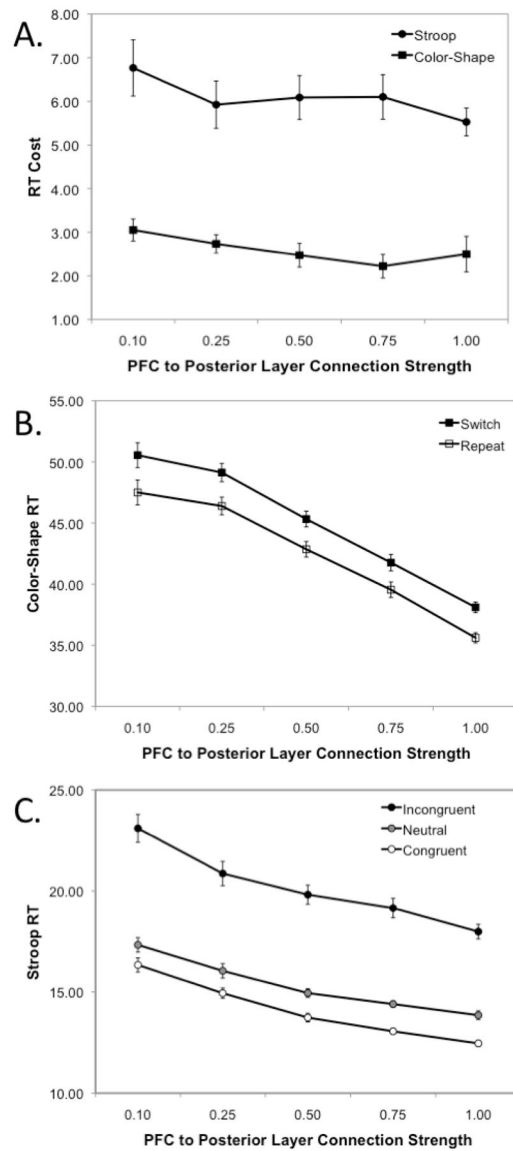 A.
8.00
7.00
6.00
5.00
4.00
3.00
2.00
1.00
RT Cost
Stroop
Color-Shape
0.10 0.25 0.50 0.75 1.00
PFC to Posterior Layer Connection Strength
B.
55.00
50.00
45.00
40.00
35.00
30.00
Color-Shape RT
Switch
Repeat
0.10 0.25 0.50 0.75 1.00
PFC to Posterior Layer Connection Strength
C.
25.00
20.00
15.00
10.00
Stroop RT
Incongruent
Neutral
Congruent
0.10 0.25 0.50 0.75 1.00
PFC to Posterior Layer Connection Strength